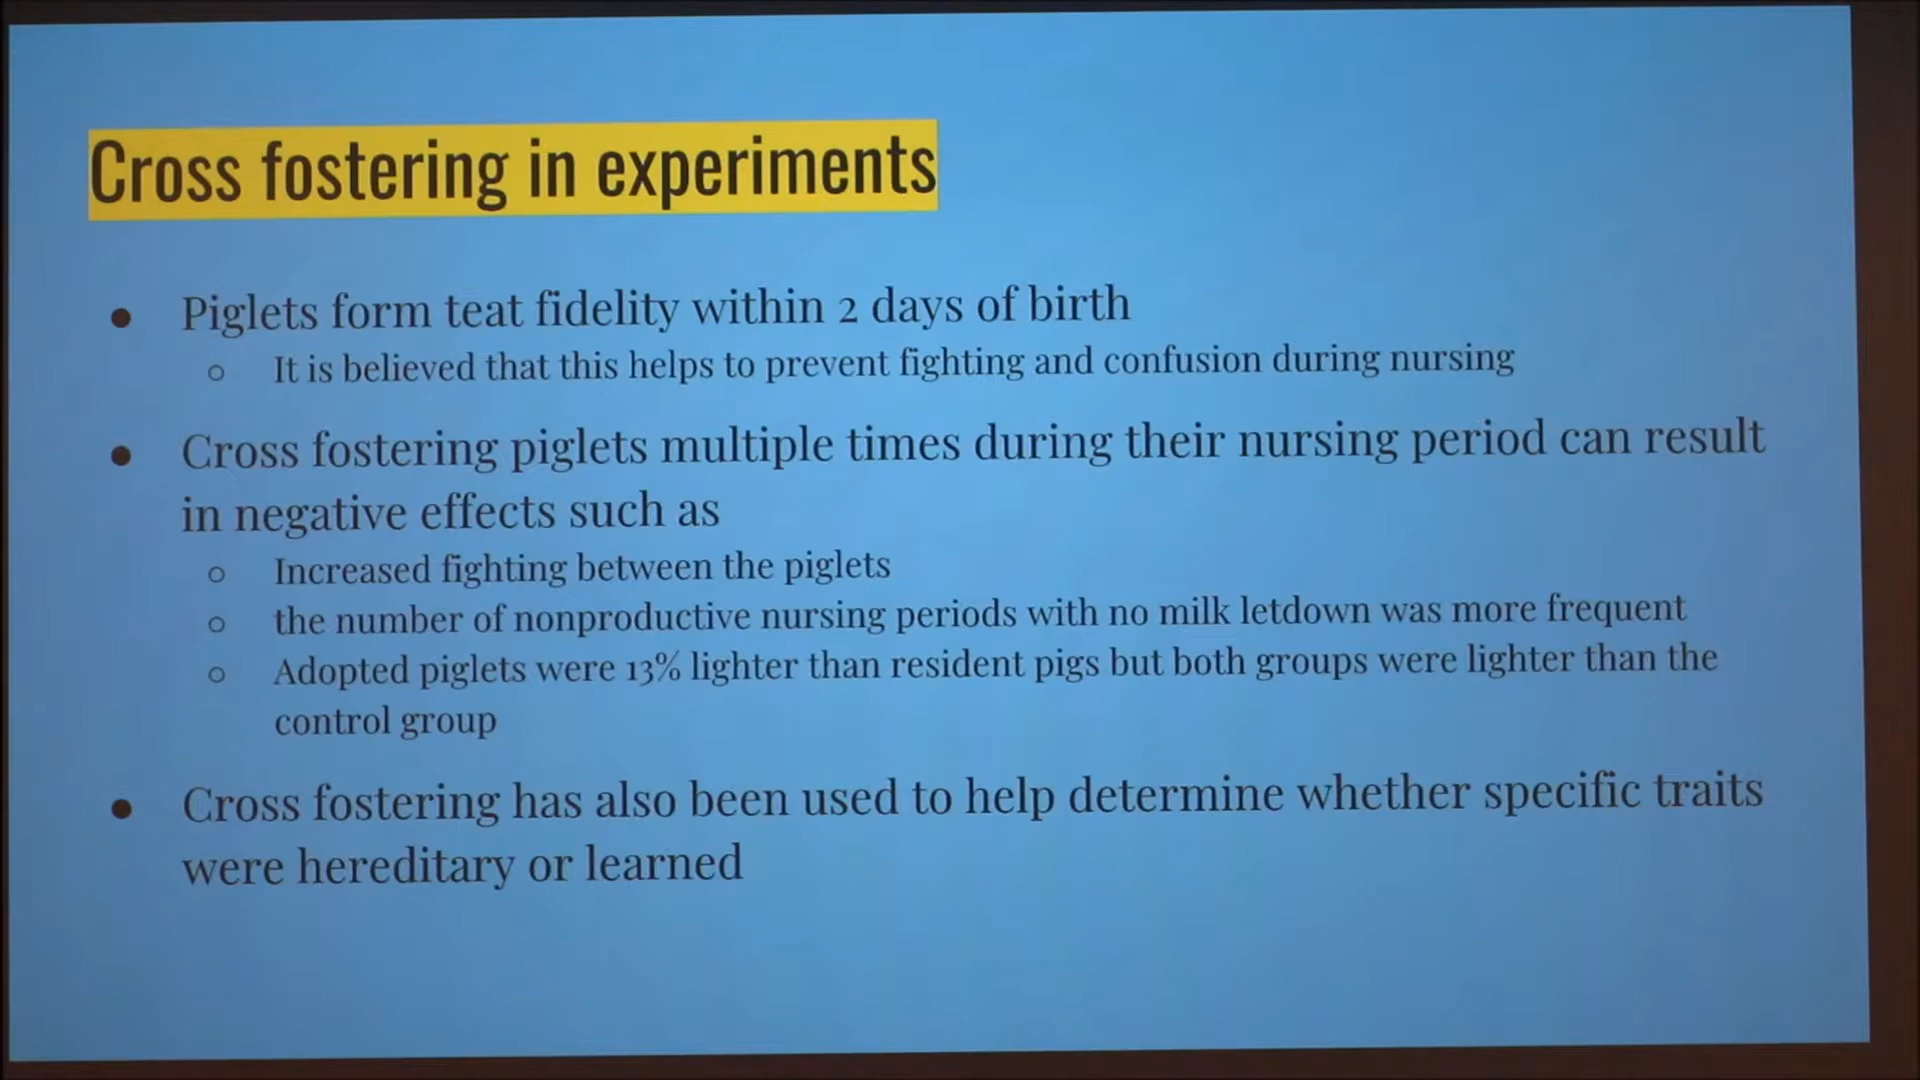 Cross fostering in experiments
● Piglets form teat fidelity within 2 days of birth
○ It is believed that this helps to prevent fighting and confusion during nursing
● Cross fostering piglets multiple times during their nursing period can result
in negative effects such as
○ Increased fighting between the piglets
○ the number of nonproductive nursing periods with no milk letdown was more frequent
○ Adopted piglets were 13% lighter than resident pigs but both groups were lighter than the
control group
● Cross fostering has also been used to help determine whether specific traits
were hereditary or learned